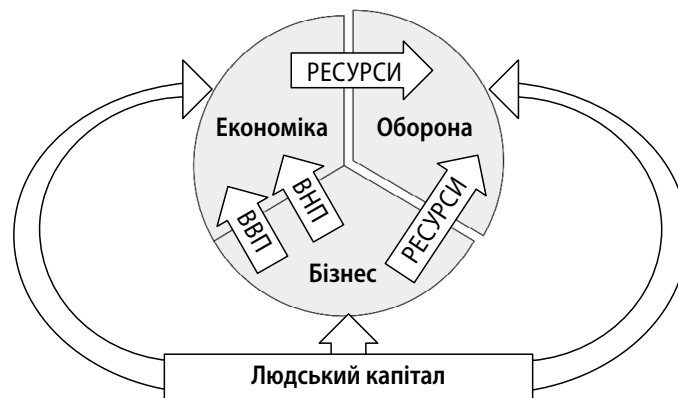 РЕСУРСИ
Економіка
Оборона
ВВП
ВНП
РЕСУРСИ
Бізнес
Людський капітал